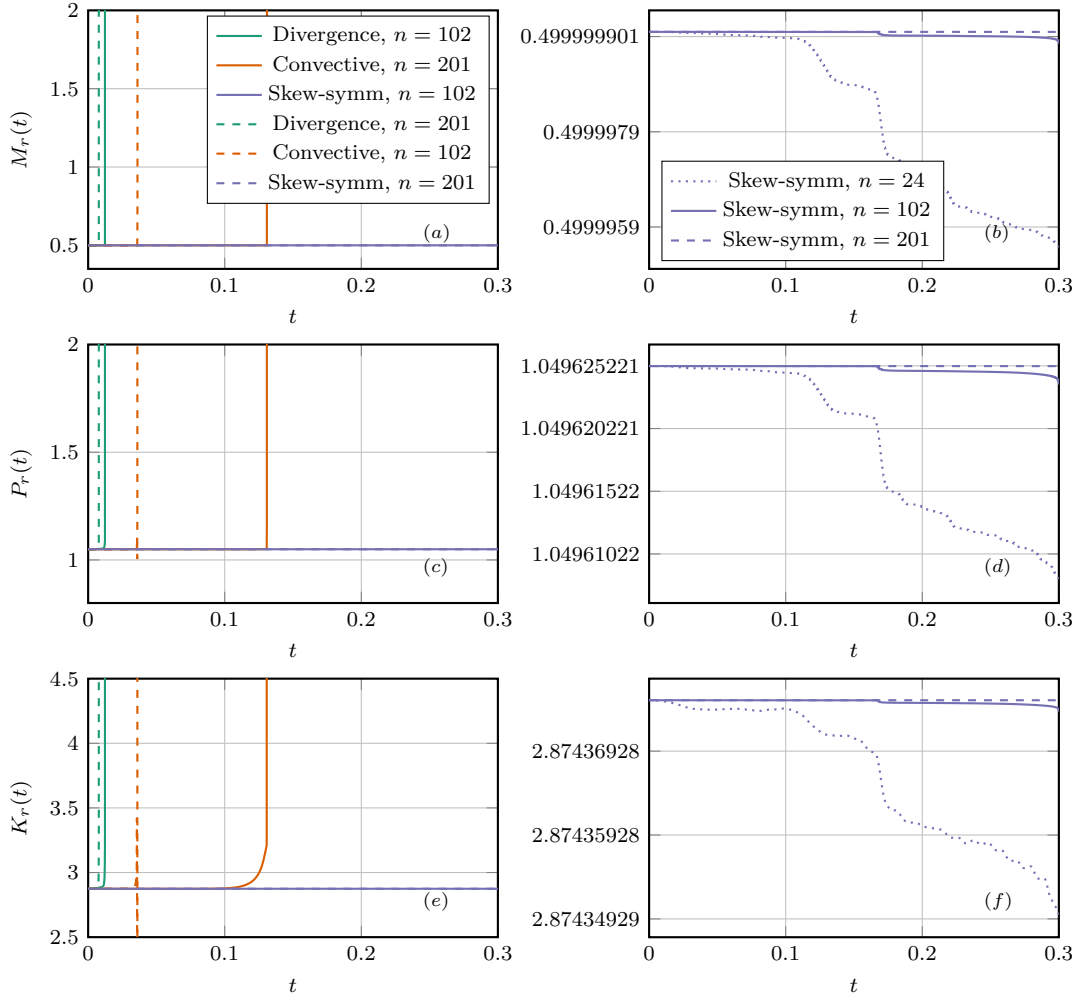 2
1.5
1
0.5
M_r(t)
Divergence, n = 102
Convective, n = 201
Skew-symm, n = 102
Divergence, n = 201
Convective, n = 102
Skew-symm, n = 201
(a)
0 0.1 0.2 0.3
t
0.499999901
0.4999979
0.4999959
Skew-symm, n = 24
Skew-symm, n = 102
Skew-symm, n = 201
(b)
0 0.1 0.2 0.3
t
2
1.5
1
P_r(t)
(c)
0 0.1 0.2 0.3
t
1.049625221
1.049620221
1.04961522
1.04961022
(d)
0 0.1 0.2 0.3
t
4.5
4
3.5
3
2.5
K_r(t)
(e)
0 0.1 0.2 0.3
t
2.87436928
2.87435928
2.87434929
(f)
0 0.1 0.2 0.3
t